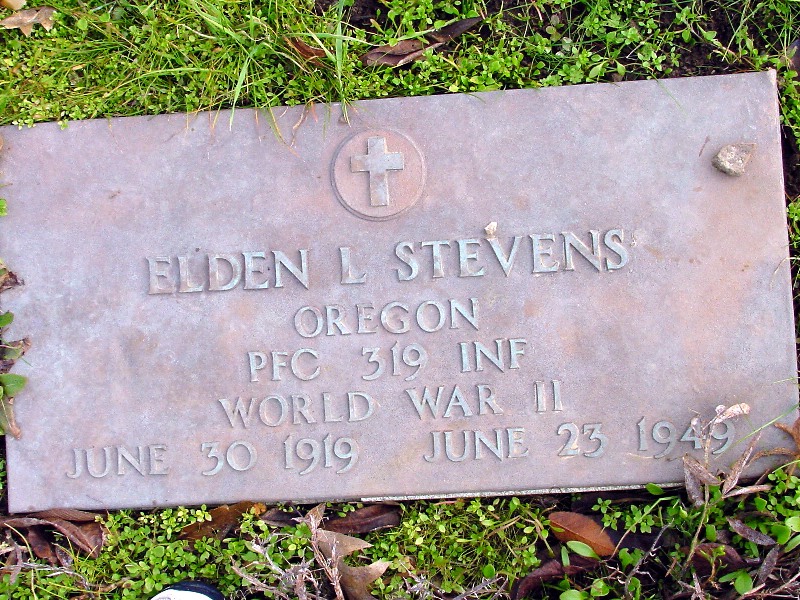 ELDEN L STEVENS
OREGON
PFC 319 INF
WORLD WAR II
JUNE 30 1919 JUNE 23 1949